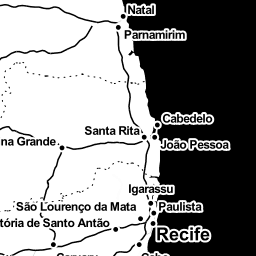 Natal
Parnamirim
Cabedelo
Santa Rita
João Pessoa
na Grande
Igarassu
São Lourenço da Mata
Paulista
tória de Santo Antão
Recife